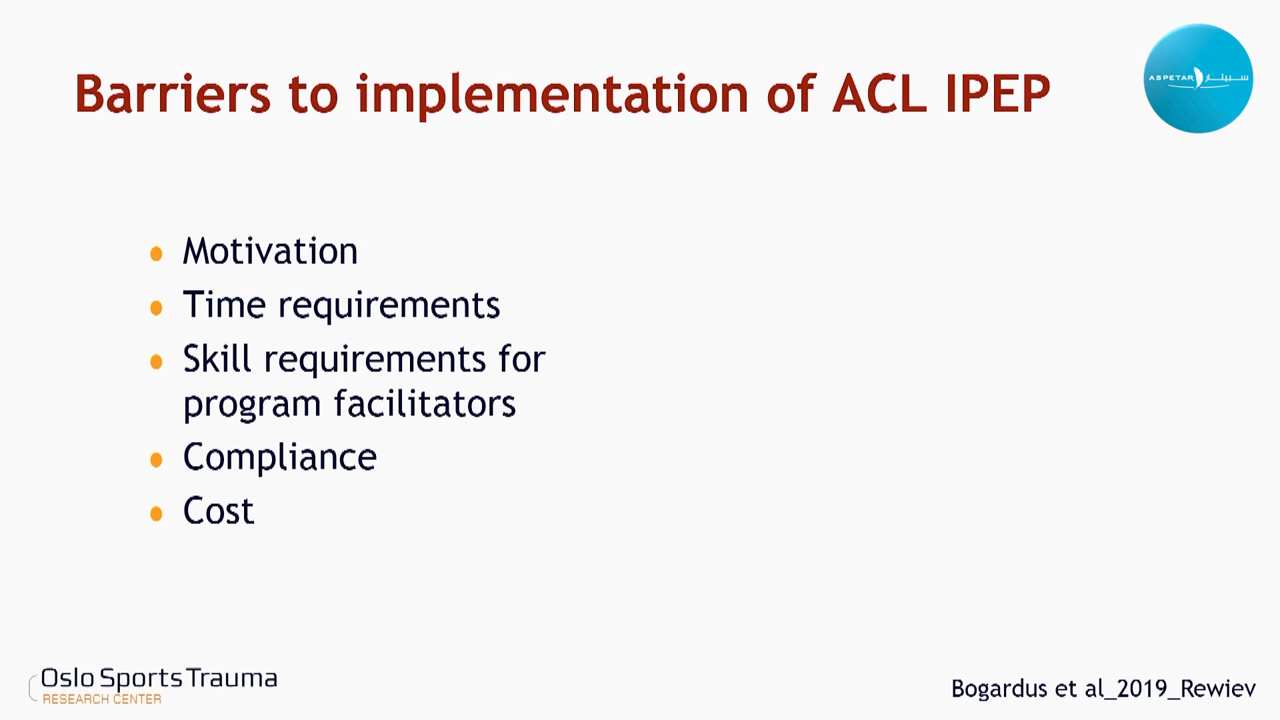 Barriers to implementation of ACL IPEP
ASPETAR سبيتار
• Motivation
• Time requirements
• Skill requirements for
program facilitators
• Compliance
• Cost
Oslo Sports Trauma
RESEARCH CENTER
Bogardus et al_2019_Rewiev